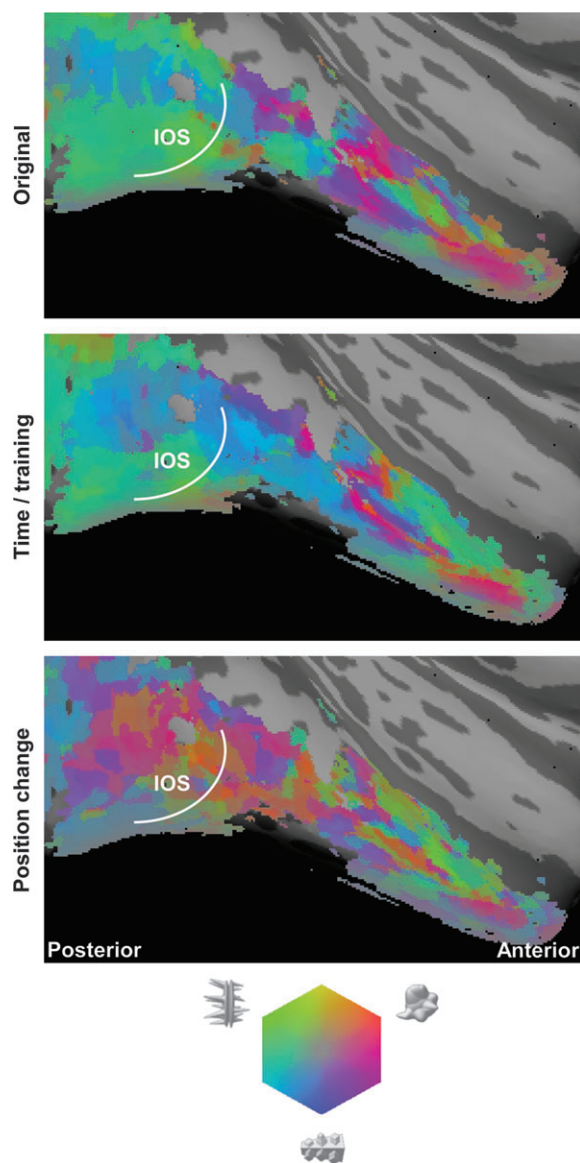 Original
IOS
Time / training
IOS
Position change
IOS
Posterior
Anterior